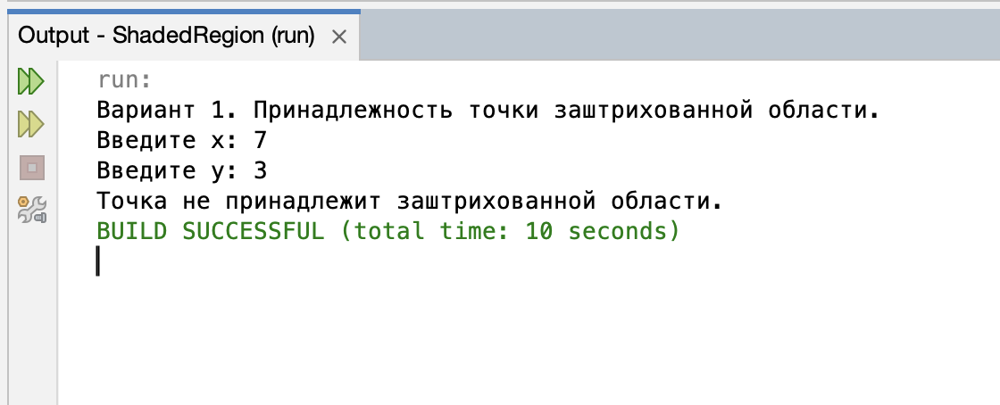 Output - ShadedRegion (run)
run:
Вариант 1. Принадлежность точки заштрихованной области.
Введите x: 7
Введите y: 3
Точка не принадлежит заштрихованной области.
BUILD SUCCESSFUL (total time: 10 seconds)